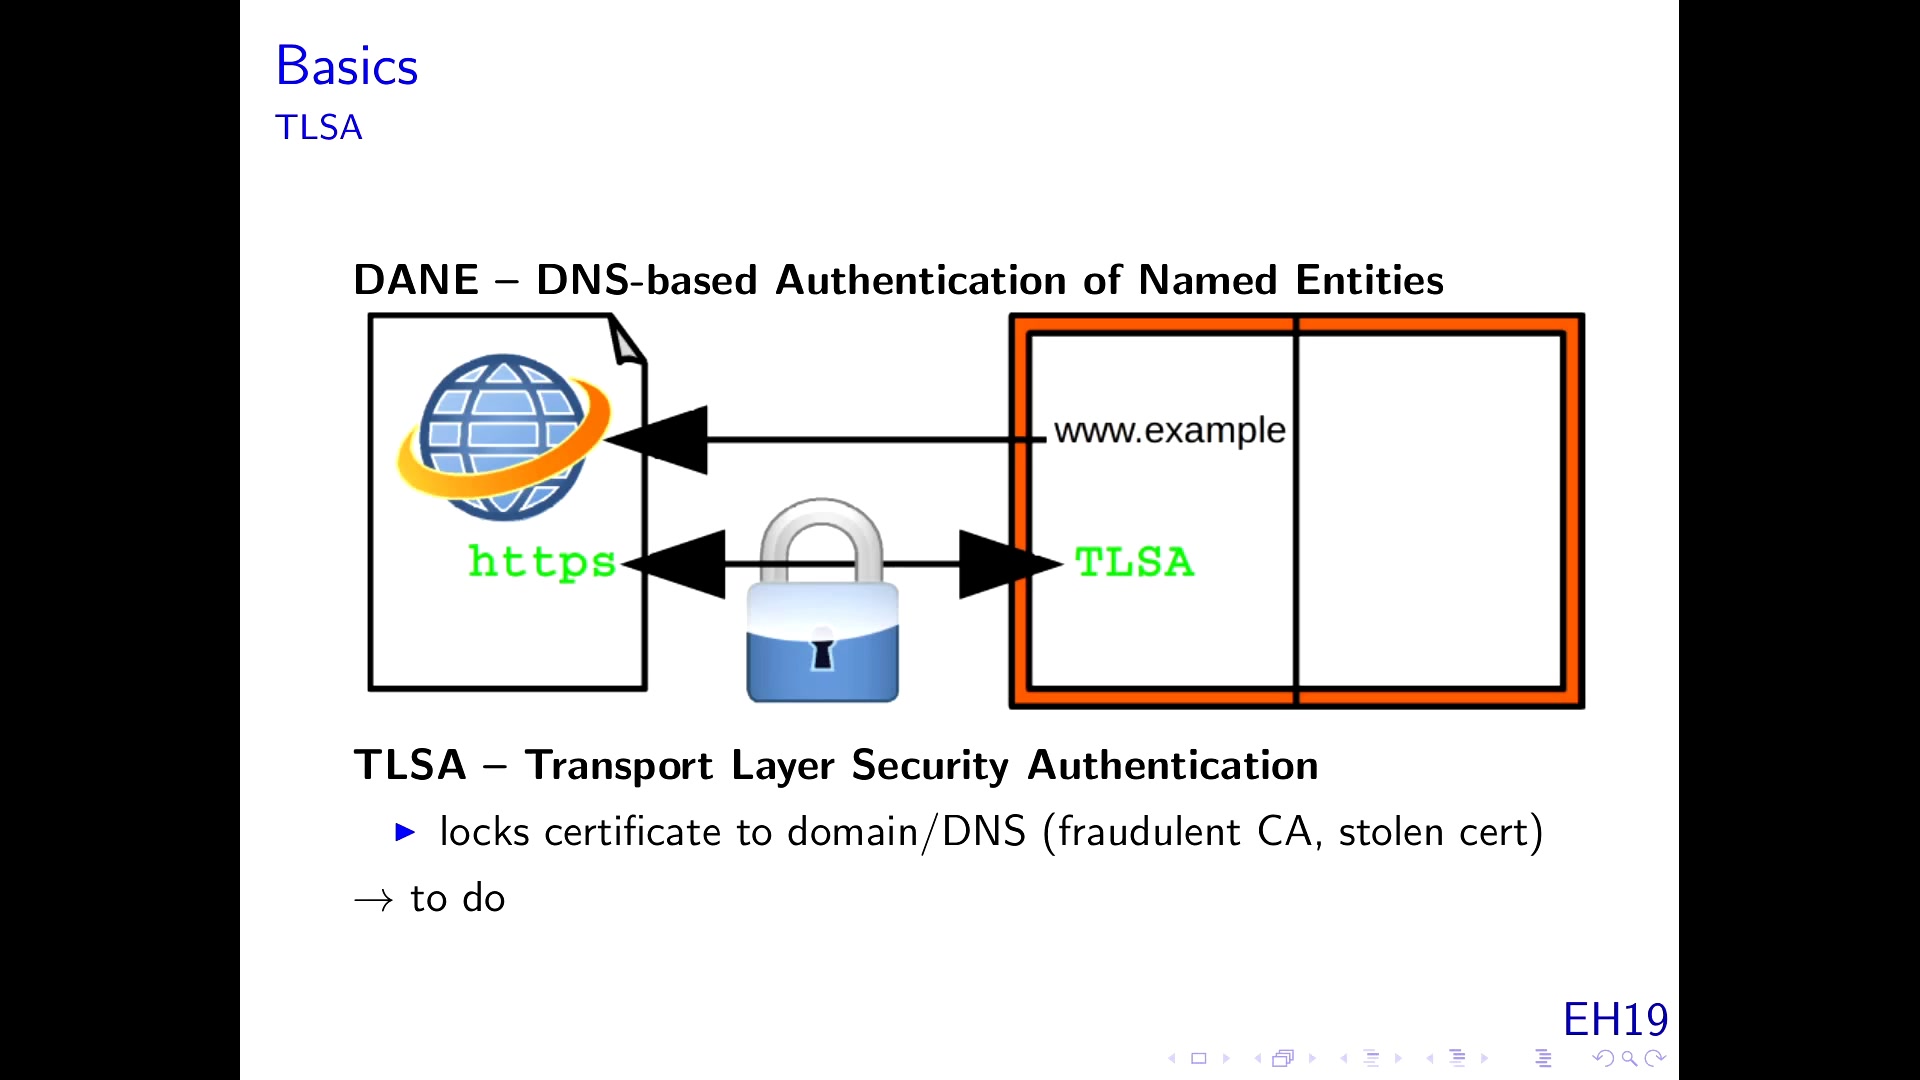 Basics
TLSA
DANE – DNS-based Authentication of Named Entities
www.example
https
TLSA
TLSA – Transport Layer Security Authentication
▶ locks certificate to domain/DNS (fraudulent CA, stolen cert)
→ to do
EH19